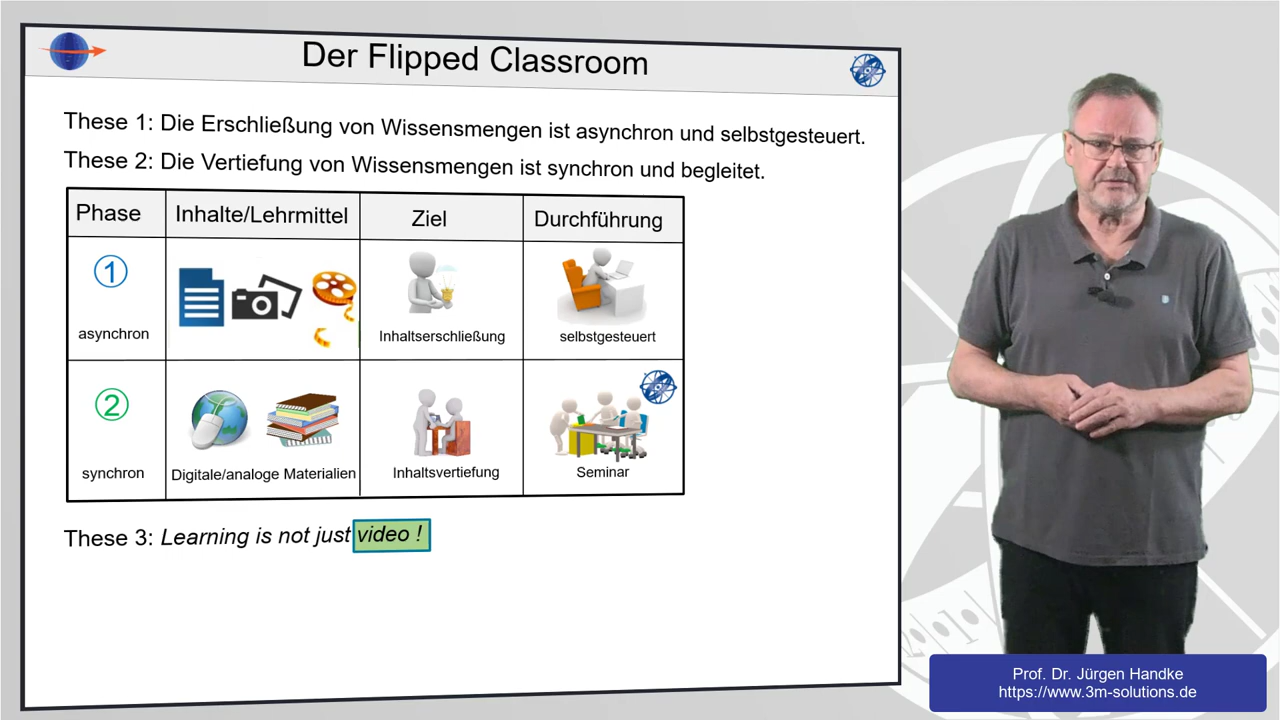 Der Flipped Classroom
These 1: Die Erschließung von Wissensmengen ist asynchron und selbstgesteuert.
These 2: Die Vertiefung von Wissensmengen ist synchron und begleitet.
Phase Inhalte/Lehrmittel Ziel Durchführung
1
asynchron Inhaltserschließung selbstgesteuert
2
synchron Digitale/analoge Materialien Inhaltsvertiefung Seminar
These 3: Learning is not just video !
Prof. Dr. Jürgen Handke
https://www.3m-solutions.de